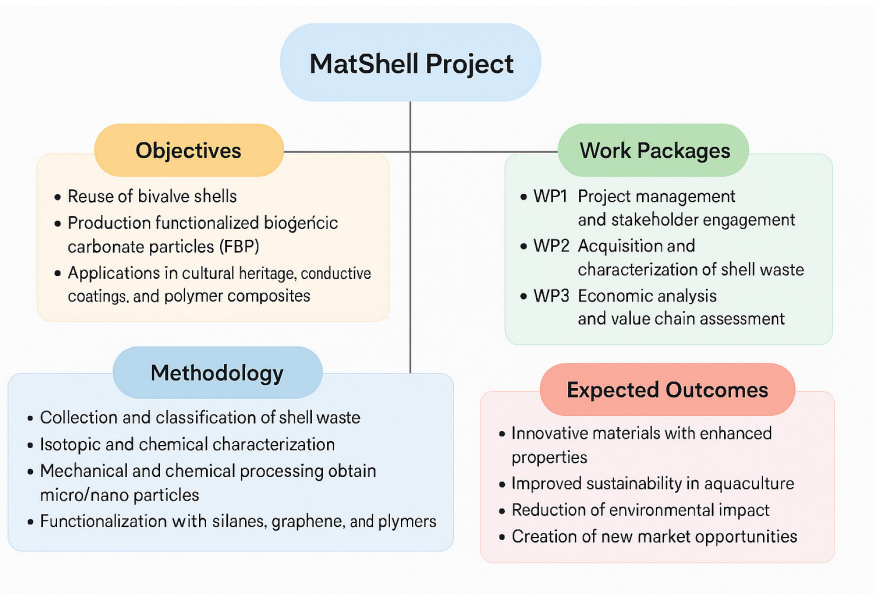 MatShell Project
Objectives
• Reuse of bivalve shells
• Production functionalized biogėrícic
carbonate particles (FBP)
• Applications in cultural heritage, conductive
coatings, and polymer composites
Work Packages
• WP1 Project management
and stakeholder engagement
• WP2 Acquisition and
characterization of shell waste
• WP3 Economic analysis
and value chain assessment
Methodology
• Collection and classification of shell waste
• Isotopic and chemical characterization
• Mechanical and chemical processing obtain
micro/nano particles
• Functionalization with silanes, graphene, and plymers
Expected Outcomes
• Innovative materials with enhanced
properties
• Improved sustainability in aquaculture
• Reduction of environmental impact
• Creation of new market opportunities